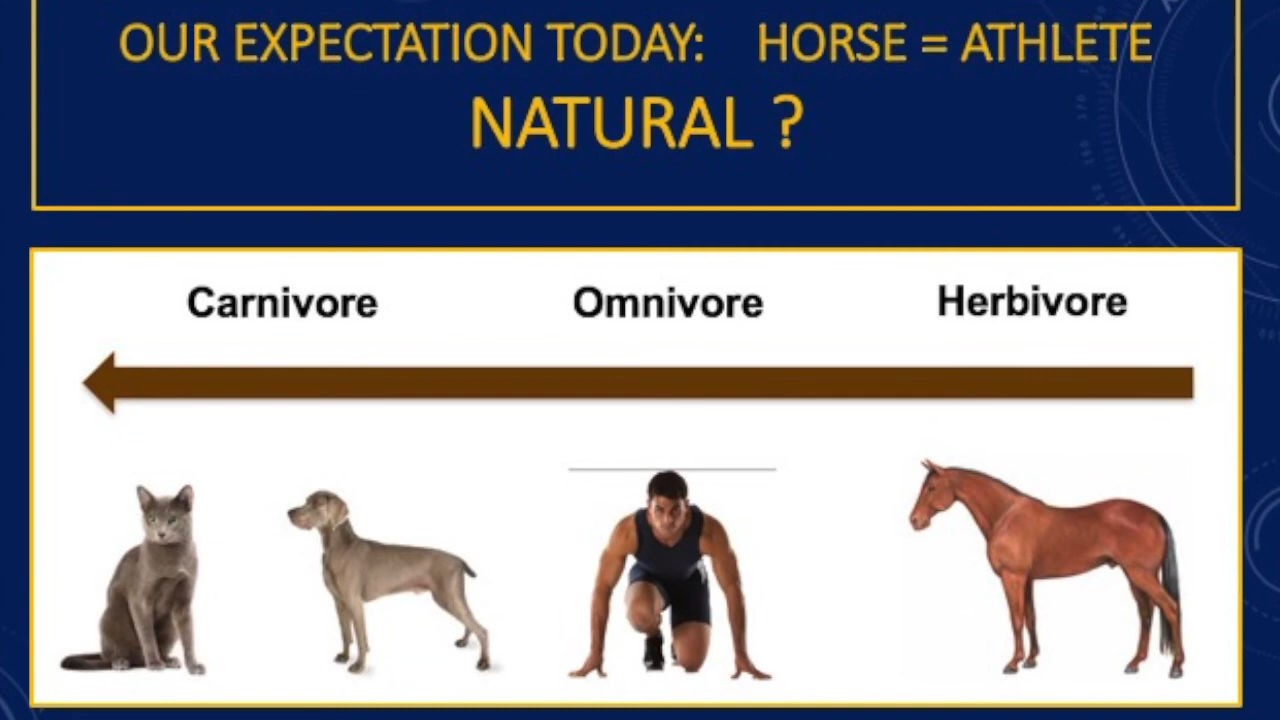 OUR EXPECTATION TODAY: HORSE = ATHLETE
NATURAL ?
Carnivore Omnivore Herbivore